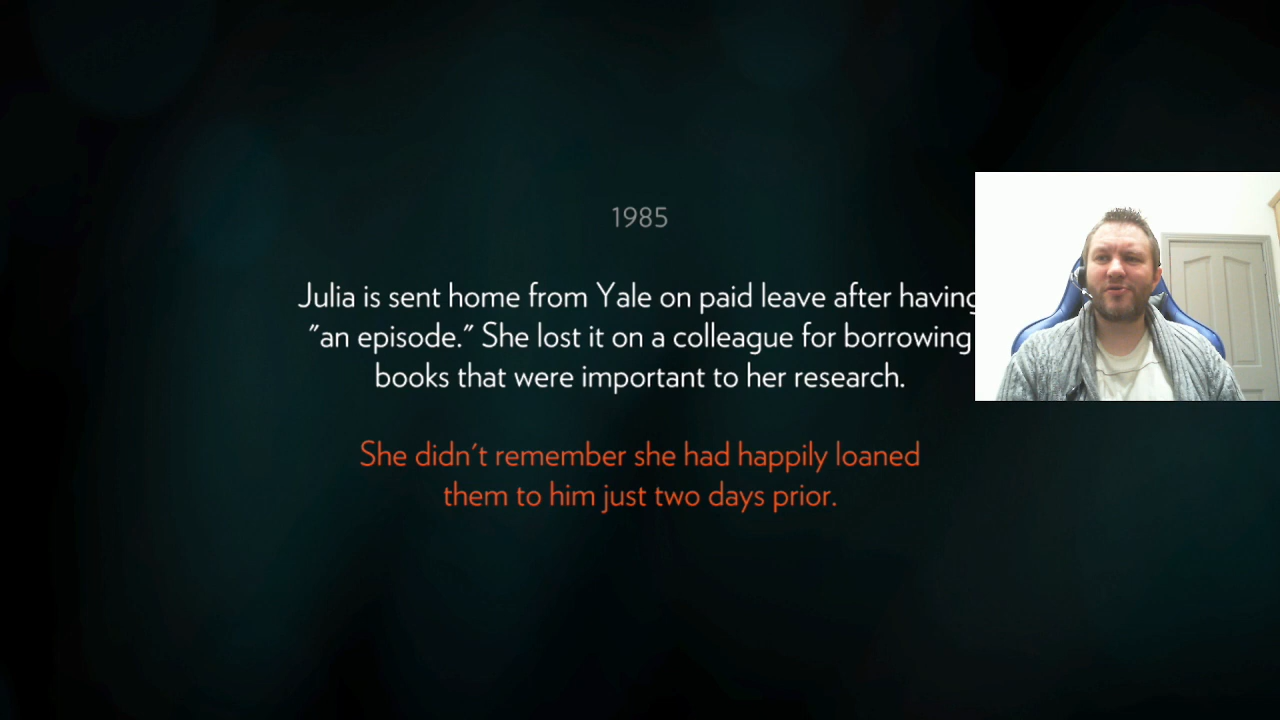 1985
Julia is sent home from Yale on paid leave after having
"an episode." She lost it on a colleague for borrowing
books that were important to her research.
She didn't remember she had happily loaned
them to him just two days prior.